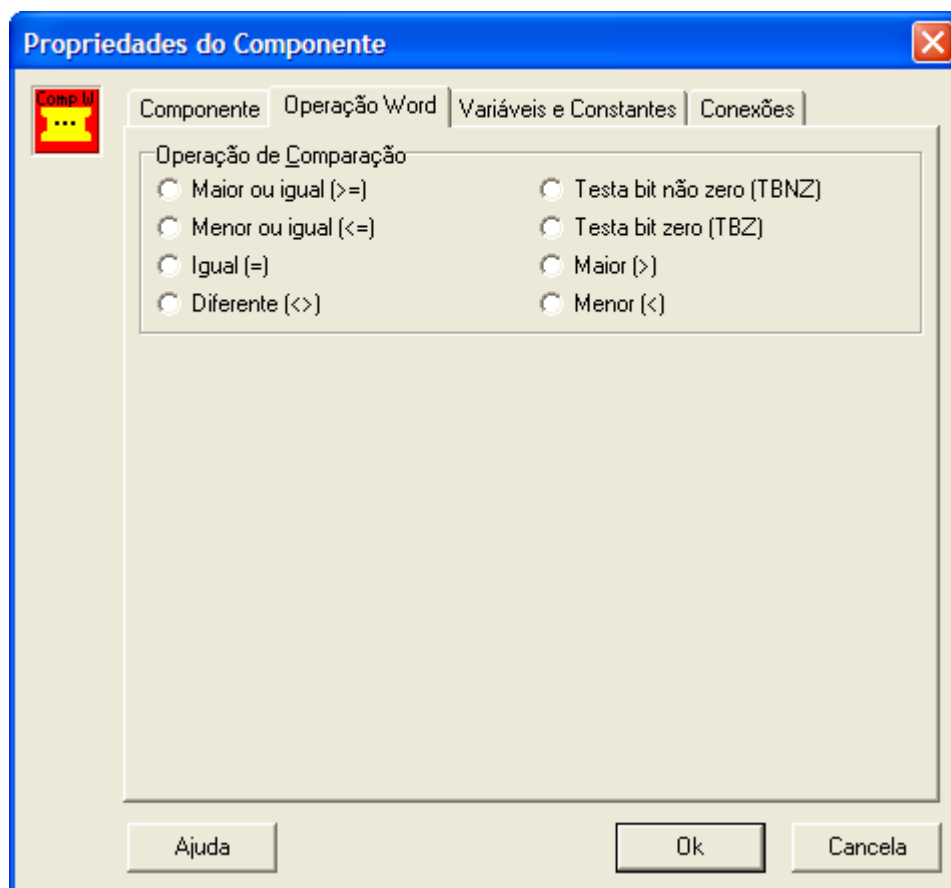 Propriedades do Componente
Comp W
...
Componente Operação Word Variáveis e Constantes Conexões
Operação de Comparação
Maior ou igual (>=) Testa bit não zero (TBNZ)
Menor ou igual (<=) Testa bit zero (TBZ)
Igual (=) Maior (>)
Diferente (<>) Menor (<)
Ajuda Ok Cancela